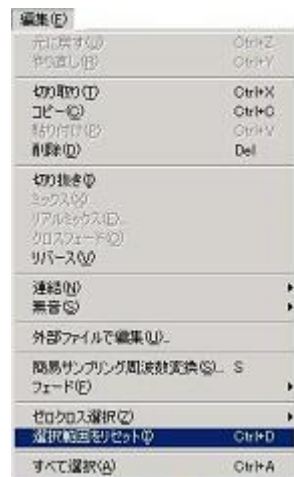 編集(E)
元に戻す(U) Ctrl+Z
やり直し(R) Ctrl+Y
切り取り(T) Ctrl+X
コピー(C) Ctrl+C
貼り付け(P) Ctrl+V
削除(D) Del
切り抜き(I)
ミックス(X)
リアルミックス(E)...
クロスフェード(O)
リバース(V)
連結(N)
無音(S)
外部ファイルで編集(U)...
簡易サンプリング周波数変換(G)... S
フェード(F)
ゼロクロス選択(Z)
選択範囲をリセット(I) Ctrl+D
すべて選択(A) Ctrl+A